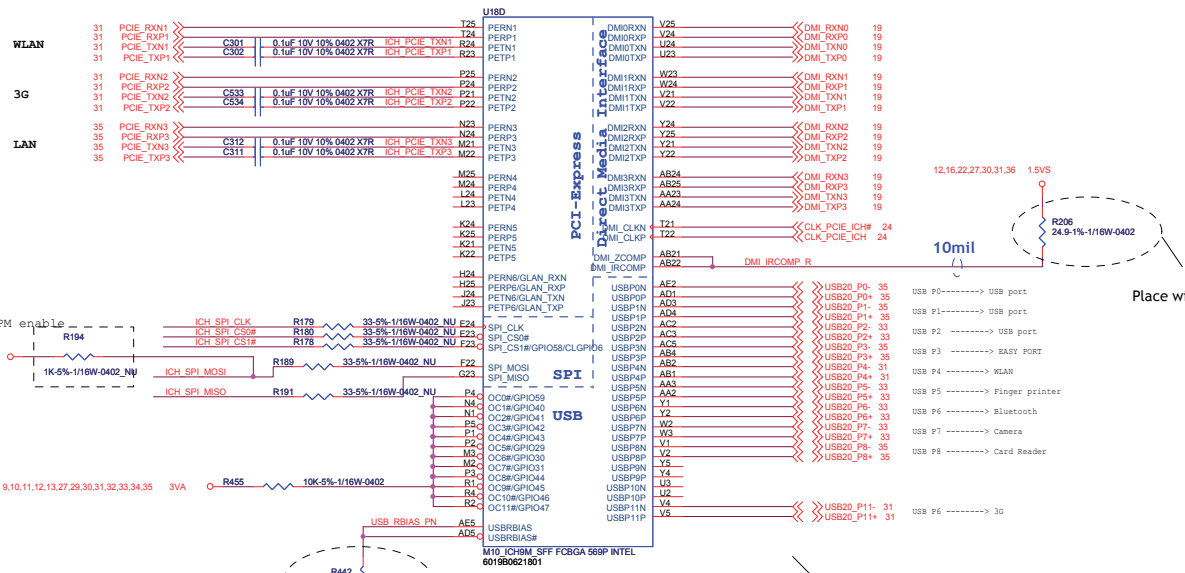 U18D
31 PCIE_RXN1 T25 PERN1 DMI0RXN V25 DMI_RXN0 19
31 PCIE_RXP1 T24 PERP1 DMI0RXP V24 DMI_RXP0 19
WLAN
31 PCIE_TXN1 C301 0.1uF 10V 10% 0402 X7R ICH_PCIE_TXN1 R24 PETN1 DMI0TXN U24 DMI_TXN0 19
31 PCIE_TXP1 C302 0.1uF 10V 10% 0402 X7R ICH_PCIE_TXP1 R23 PETP1 DMI0TXP U23 DMI_TXP0 19
31 PCIE_RXN2 P25 PERN2 DMI1RXN W23 DMI_RXN1 19
31 PCIE_RXP2 P24 PERP2 DMI1RXP W24 DMI_RXP1 19
3G
31 PCIE_TXN2 C533 0.1uF 10V 10% 0402 X7R ICH_PCIE_TXN2 P21 PETN2 DMI1TXN V21 DMI_TXN1 19
31 PCIE_TXP2 C534 0.1uF 10V 10% 0402 X7R ICH_PCIE_TXP2 P22 PETP2 DMI1TXP V22 DMI_TXP1 19
35 PCIE_RXN3 N23 PERN3 DMI2RXN Y24 DMI_RXN2 19
35 PCIE_RXP3 N24 PERP3 DMI2RXP Y25 DMI_RXP2 19
LAN
35 PCIE_TXN3 C312 0.1uF 10V 10% 0402 X7R ICH_PCIE_TXN3 M21 PETN3 DMI2TXN Y21 DMI_TXN2 19
35 PCIE_TXP3 C311 0.1uF 10V 10% 0402 X7R ICH_PCIE_TXP3 M22 PETP3 DMI2TXP Y22 DMI_TXP2 19
PCI-Express
Direct Media Interface
M25 PERN4 DMI3RXN AB24 DMI_RXN3 19
M24 PERP4 DMI3RXP AB25 DMI_RXP3 19
L24 PETN4 DMI3TXN AA23 DMI_TXN3 19
L23 PETP4 DMI3TXP AA24 DMI_TXP3 19
12,16,22,27,30,31,36 1.5VS
R206
24.9-1%-1/16W-0402
K24 PERN5 DMI_CLKN T21 CLK_PCIE_ICH# 24
K25 PERP5 DMI_CLKP T22 CLK_PCIE_ICH 24
K21 PETN5
K22 PETP5 DMI_ZCOMP AB21
DMI_IRCOMP AB22 DMI_IRCOMP_R 10mil
H24 PERN6/GLAN_RXN
H25 PERP6/GLAN_RXP USBP0N AE2 USB20_P0- 35 USB P0--------> USB port
J24 PETN6/GLAN_TXN USBP0P AD1 USB20_P0+ 35
J23 PETP6/GLAN_TXP USBP1N AD3 USB20_P1- 35
Place wi
USBP1P AD4 USB20_P1+ 35 USB P1--------> USB port
PM enable
ICH_SPI_CLK R179 33-5%-1/16W-0402_NU E24 SPI_CLK USBP2N AC2 USB20_P2- 33 USB P2 --------> USB port
ICH_SPI_CS0# R180 33-5%-1/16W-0402_NU E23 SPI_CS0# USBP2P AC3 USB20_P2+ 33
ICH_SPI_CS1# R178 33-5%-1/16W-0402_NU F23 SPI_CS1#/GPIO58/CLGPIO6 USBP3N AC5 USB20_P3- 35 USB P3 --------> EASY PORT
USBP3P AB4 USB20_P3+ 35
R194
1K-5%-1/16W-0402_NU
ICH_SPI_MOSI R189 33-5%-1/16W-0402_NU F22 SPI_MOSI USBP4N AB2 USB20_P4- 31 USB P4 --------> WLAN
G23 SPI_MISO USBP4P AB1 USB20_P4+ 31
SPI
ICH_SPI_MISO R191 33-5%-1/16W-0402_NU
USBP5N AA3 USB20_P5- 33 USB P5 --------> Finger printer
P4 OC0#/GPIO59 USBP5P AA2 USB20_P5+ 33
N4 OC1#/GPIO40 USBP6N Y1 USB20_P6- 33 USB P6 --------> Bluetooth
N1 OC2#/GPIO41 USBP6P Y2 USB20_P6+ 33
USB
P5 OC3#/GPIO42 USBP7N W2 USB20_P7- 33 USB P7 --------> Camera
P1 OC4#/GPIO43 USBP7P W3 USB20_P7+ 33
P2 OC5#/GPIO29 USBP8N V1 USB20_P8- 35 USB P8 --------> Card Reader
M3 OC6#/GPIO30 USBP8P V2 USB20_P8+ 35
M2 OC7#/GPIO31 USBP9N Y5
P3 OC8#/GPIO44 USBP9P Y4
9,10,11,12,13,27,29,30,31,32,33,34,35 3VA R455 10K-5%-1/16W-0402 R1 OC9#/GPIO45 USBP10N U3
R4 OC10#/GPIO46 USBP10P U2
R2 OC11#/GPIO47 USBP11N V4 USB20_P11- 31 USB P6 --------> 3G
USBP11P V5 USB20_P11+ 31
USB_RBIAS_PN AE5 USBRBIAS
AD5 USBRBIAS#
M10_ICH9M_SFF FCBGA 569P INTEL
6019B0621801
R442